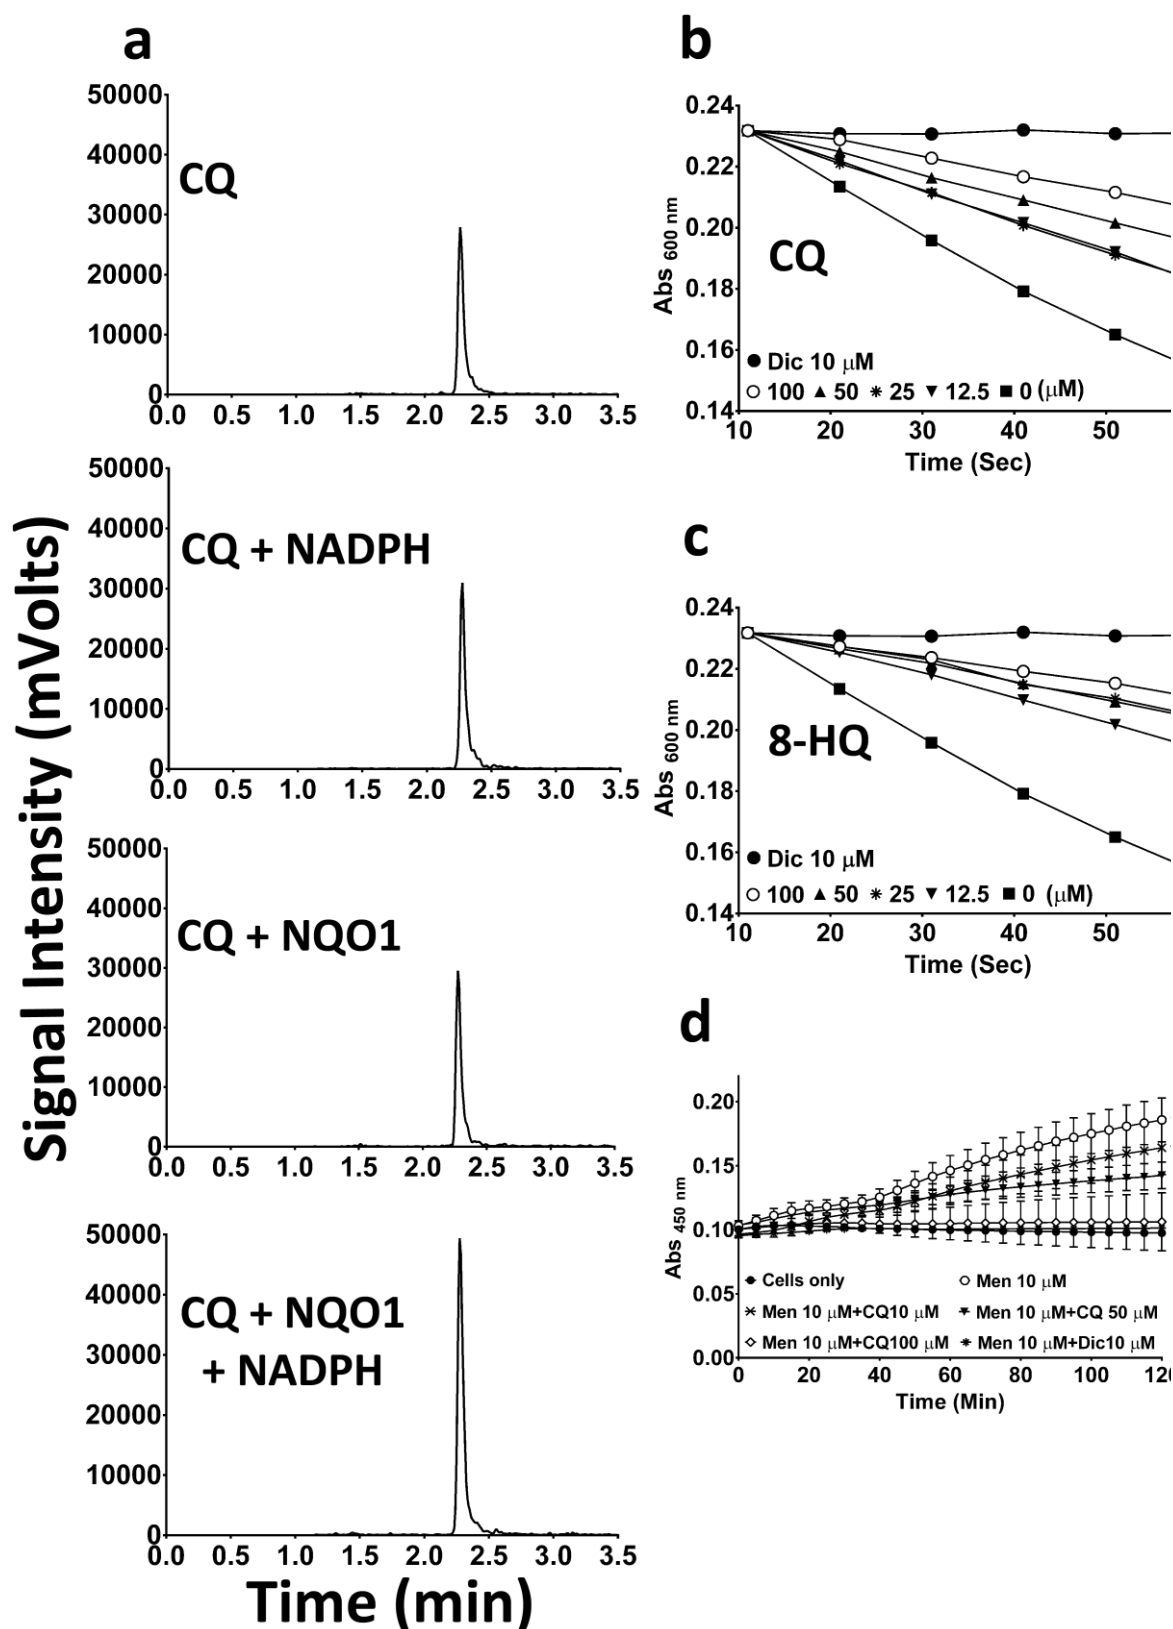 a
50000
40000
30000
20000
10000
0
CQ
0.0 0.5 1.0 1.5 2.0 2.5 3.0 3.5
50000
40000
30000
20000
10000
0
CQ + NADPH
0.0 0.5 1.0 1.5 2.0 2.5 3.0 3.5
50000
40000
30000
20000
10000
0
CQ + NQO1
0.0 0.5 1.0 1.5 2.0 2.5 3.0 3.5
50000
40000
30000
20000
10000
0
CQ + NQO1
+ NADPH
0.0 0.5 1.0 1.5 2.0 2.5 3.0 3.5
Signal Intensity (mVolts)
Time (min)
b
0.24
0.22
0.20
0.18
0.16
0.14
Abs 600 nm
CQ
Dic 10 μM
100 50 25 12.5 0 (μM)
10 20 30 40 50
Time (Sec)
c
0.24
0.22
0.20
0.18
0.16
0.14
Abs 600 nm
8-HQ
Dic 10 μM
100 50 25 12.5 0 (μM)
10 20 30 40 50
Time (Sec)
d
0.20
0.15
0.10
0.05
0.00
Abs 450 nm
Cells only Men 10 μM
Men 10 μM+CQ10 μM Men 10 μM+CQ 50 μM
Men 10 μM+CQ100 μM Men 10 μM+Dic10 μM
0 20 40 60 80 100 120
Time (Min)